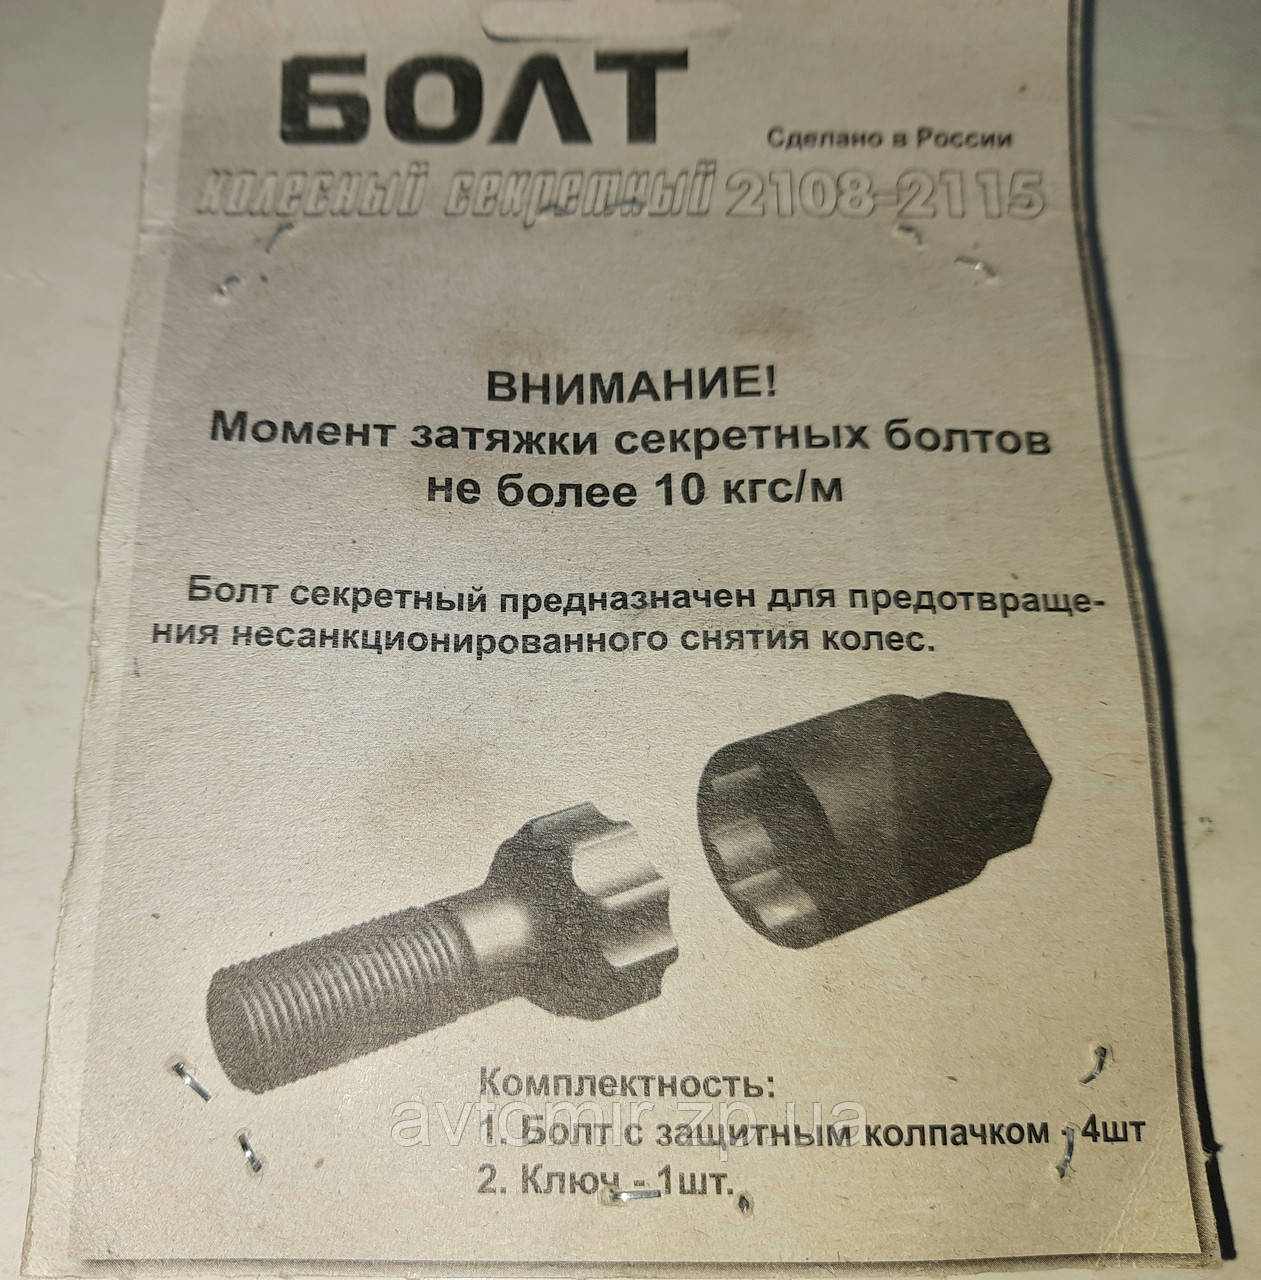 БОЛТ
Сделано в России
колесный секретный 2108-2115
ВНИМАНИЕ!
Момент затяжки секретных болтов
не более 10 кгс/м
Болт секретный предназначен для предотвраще-
ния несанкционированного снятия колес.
Комплектность:
avtomir.zp.ua
1. Болт с защитным колпачком - 4шт
2. Ключ - 1шт.